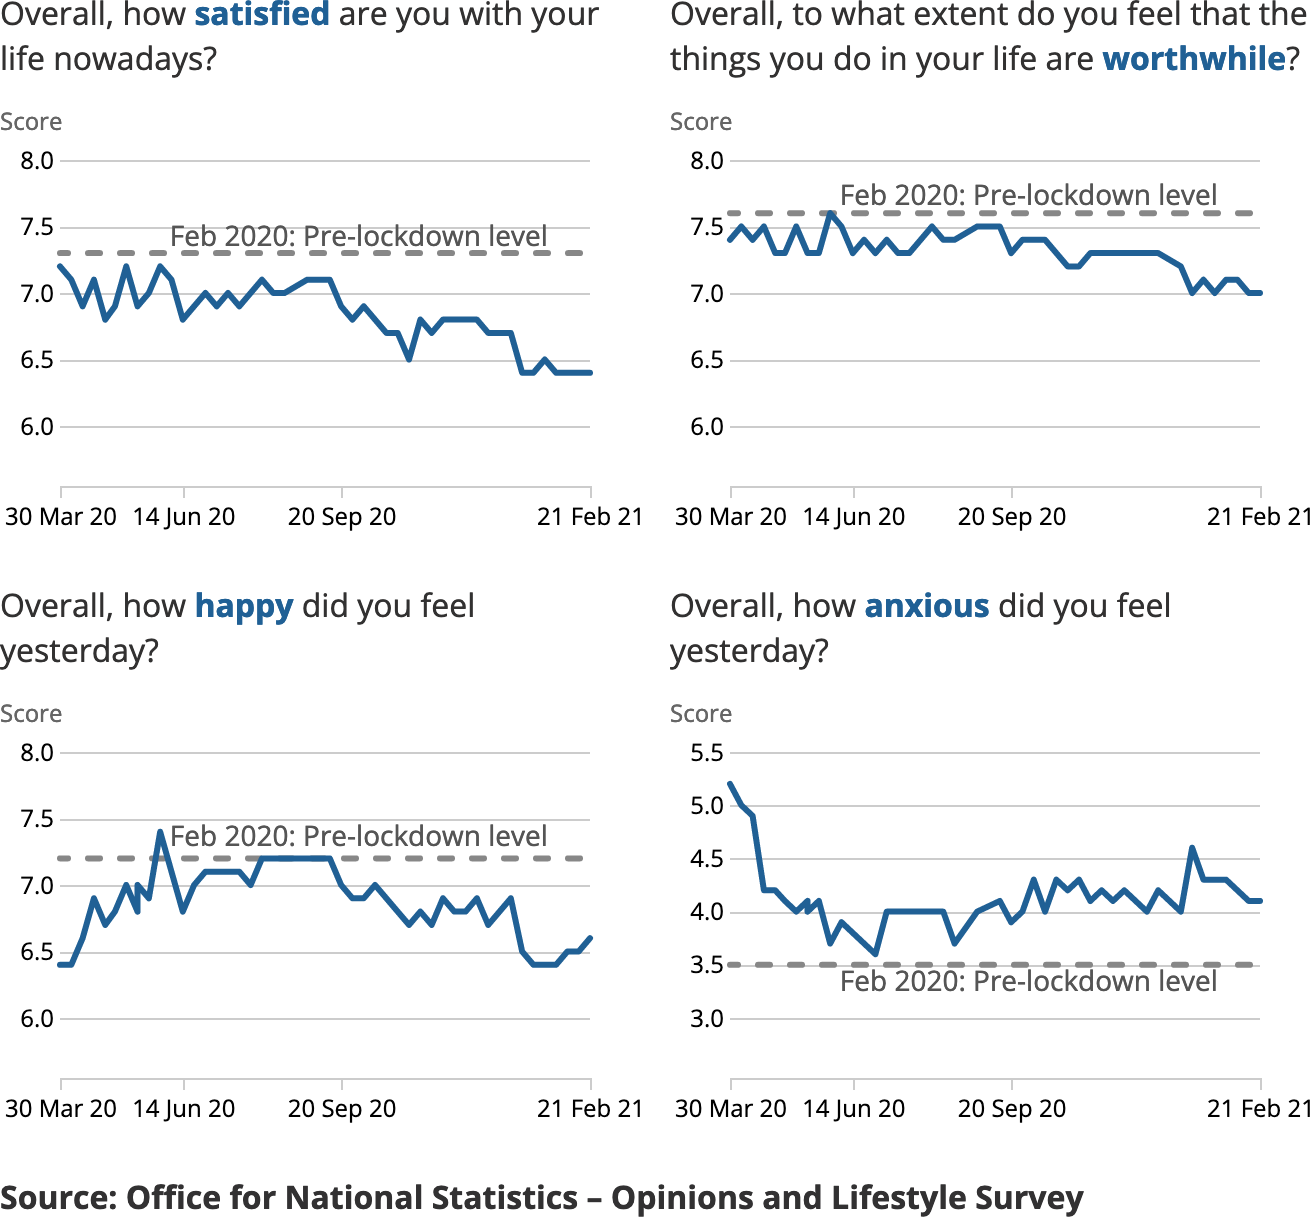 Overall, how satisfied are you with your
life nowadays?
Score
8.0
Feb 2020: Pre-lockdown level
7.5
7.0
6.5
6.0
30 Mar 20 14 Jun 20 20 Sep 20 21 Feb 21
Overall, to what extent do you feel that the
things you do in your life are worthwhile?
Score
8.0
Feb 2020: Pre-lockdown level
7.5
7.0
6.5
6.0
30 Mar 20 14 Jun 20 20 Sep 20 21 Feb 21
Overall, how happy did you feel
yesterday?
Score
8.0
7.5
Feb 2020: Pre-lockdown level
7.0
6.5
6.0
30 Mar 20 14 Jun 20 20 Sep 20 21 Feb 21
Overall, how anxious did you feel
yesterday?
Score
5.5
5.0
4.5
4.0
3.5
Feb 2020: Pre-lockdown level
3.0
30 Mar 20 14 Jun 20 20 Sep 20 21 Feb 21
Source: Office for National Statistics – Opinions and Lifestyle Survey